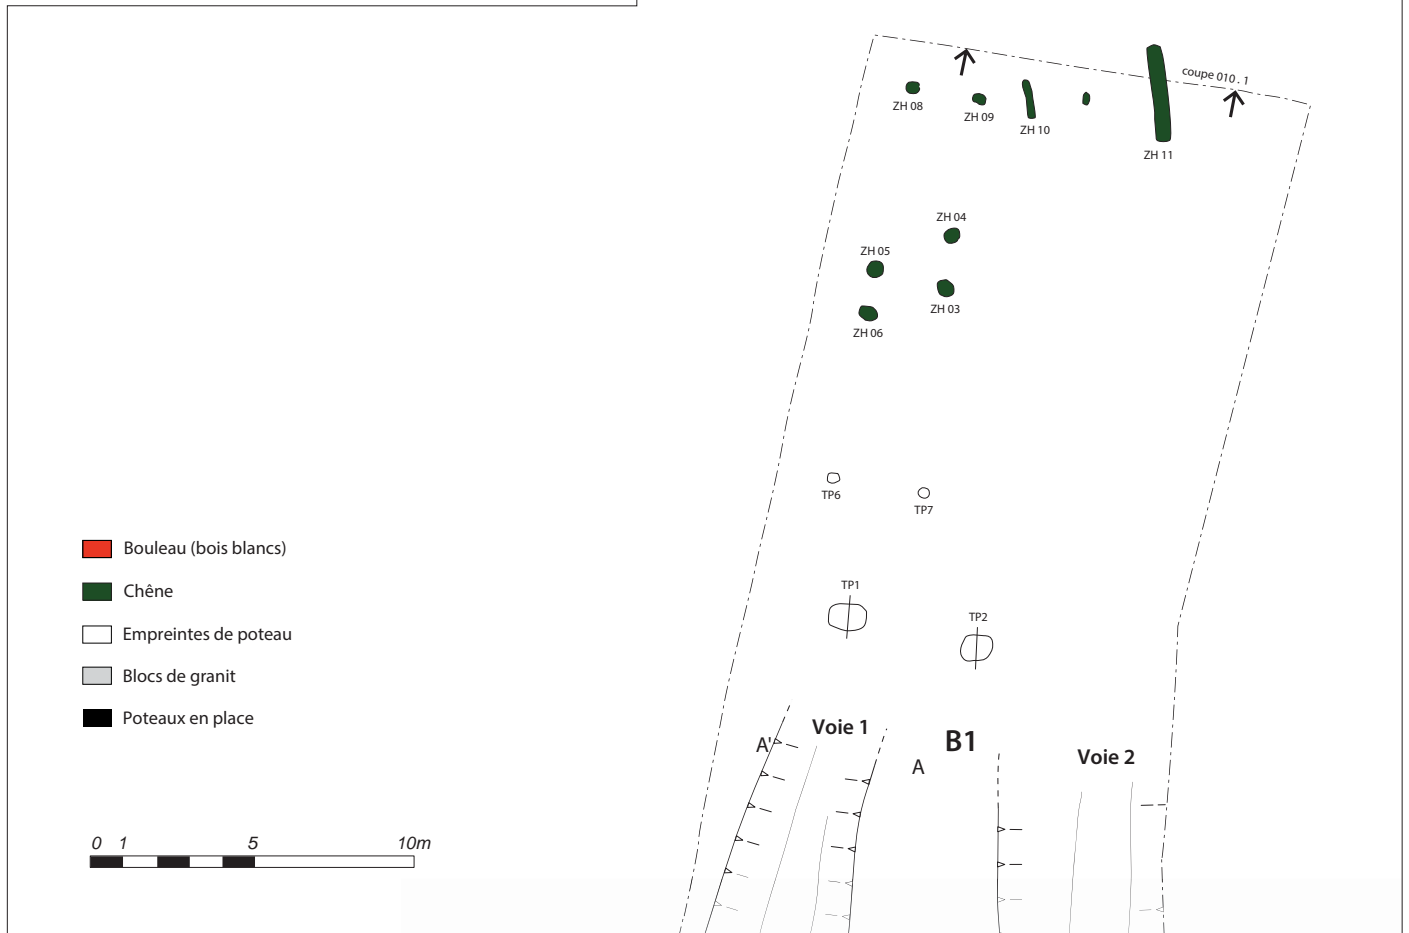 coupe 010 . 1
ZH 08
ZH 09
ZH 10
ZH 11
ZH 04
ZH 05
ZH 03
ZH 06
TP6
TP7
TP1
TP2
Bouleau (bois blancs)
Chêne
Empreintes de poteau
Blocs de granit
Poteaux en place
A'
Voie 1
A
B1
Voie 2
0 1 5 10m